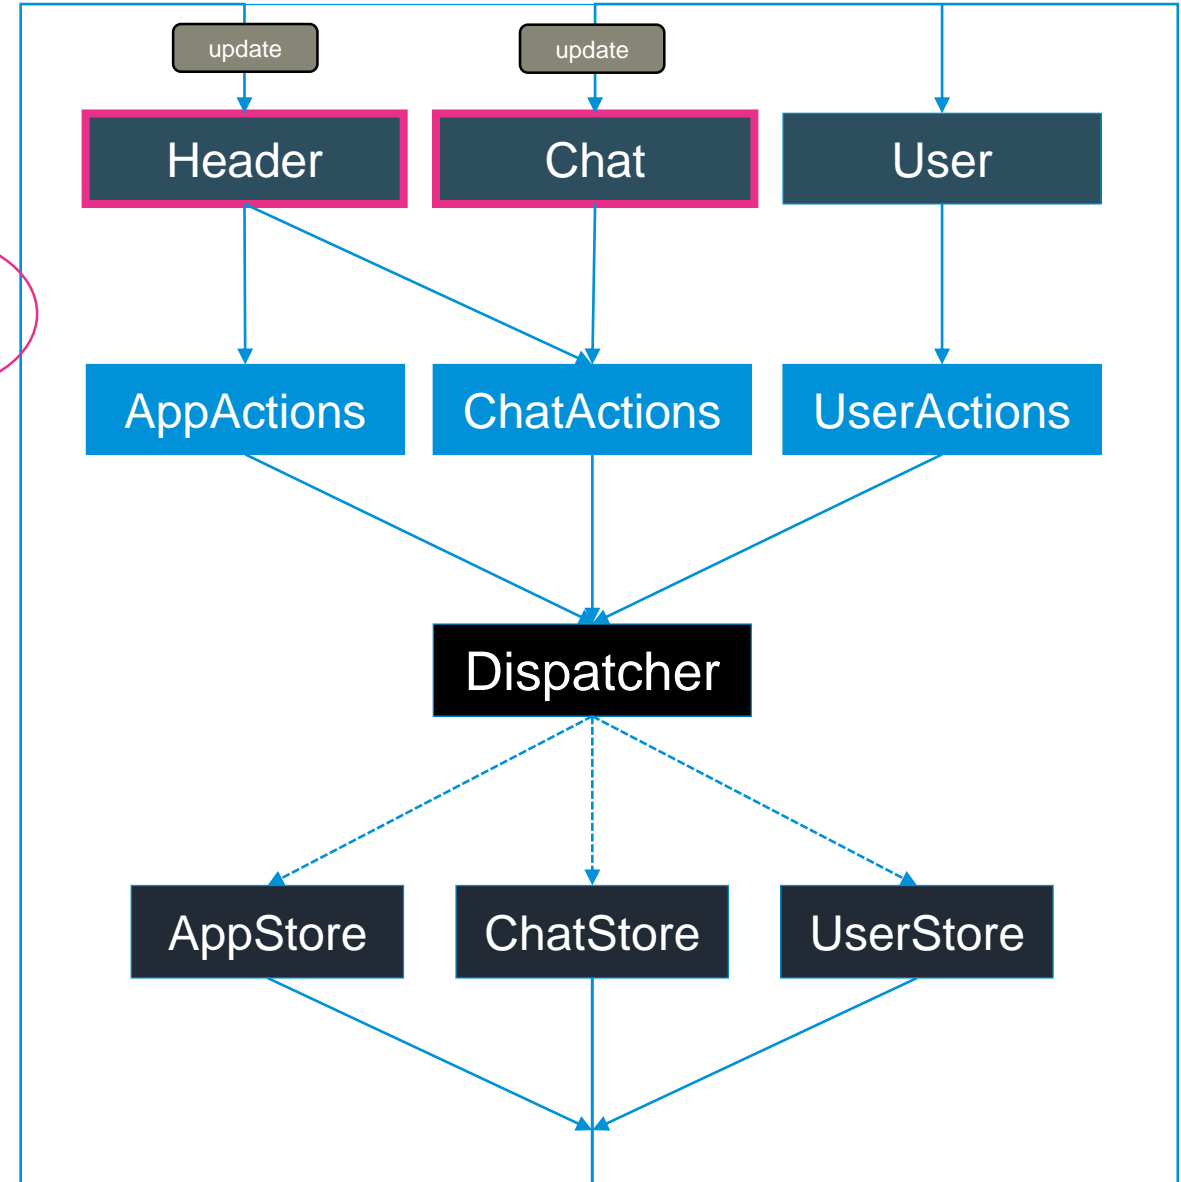 update
update
Header
Chat
User
AppActions
ChatActions
UserActions
Dispatcher
AppStore
ChatStore
UserStore